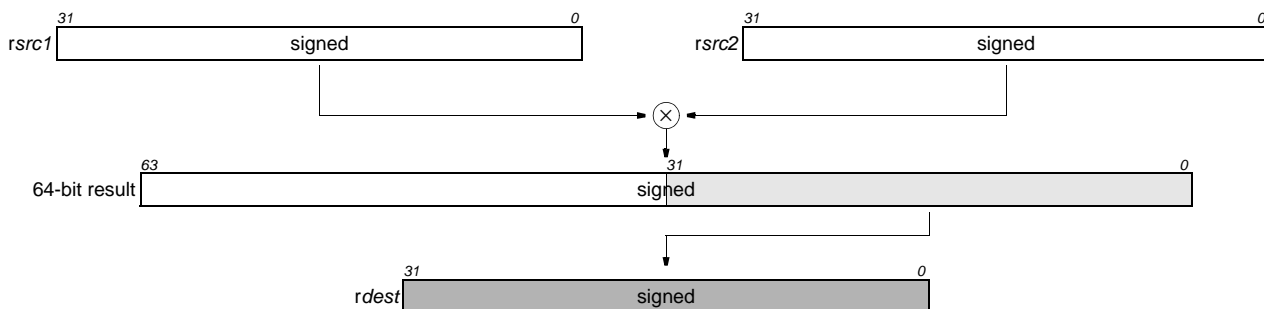 31 0 31 0
rsrc1 signed rsrc2 signed
×
63 31 0
64-bit result signed
31 0
rdest signed